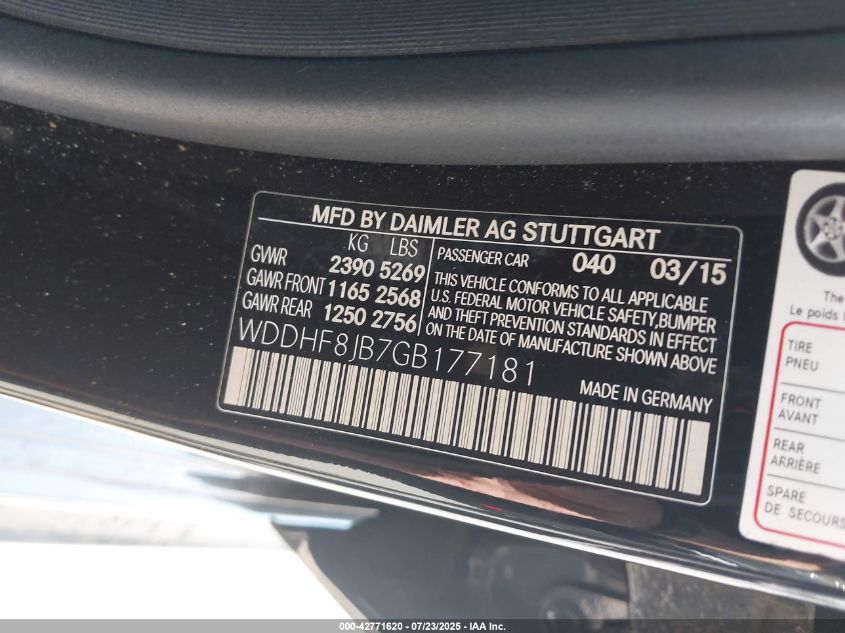 MFD BY DAIMLER AG STUTTGART
KG LBS
GVWR 2390 5269
GAWR FRONT 1165 2568
GAWR REAR 1250 2756
PASSENGER CAR 040 03/15
THIS VEHICLE CONFORMS TO ALL APPLICABLE
U.S. FEDERAL MOTOR VEHICLE SAFETY,BUMPER
AND THEFT PREVENTION STANDARDS IN EFFECT
ON THE DATE OF MANUFACTURE SHOWN ABOVE
WDDHF8JB7GB177181
MADE IN GERMANY
The
Le poids
TIRE
PNEU
FRONT
AVANT
REAR
ARRIÈRE
SPARE
DE SECOURS
000-42771620 - 07/23/2025 - IAA Inc.